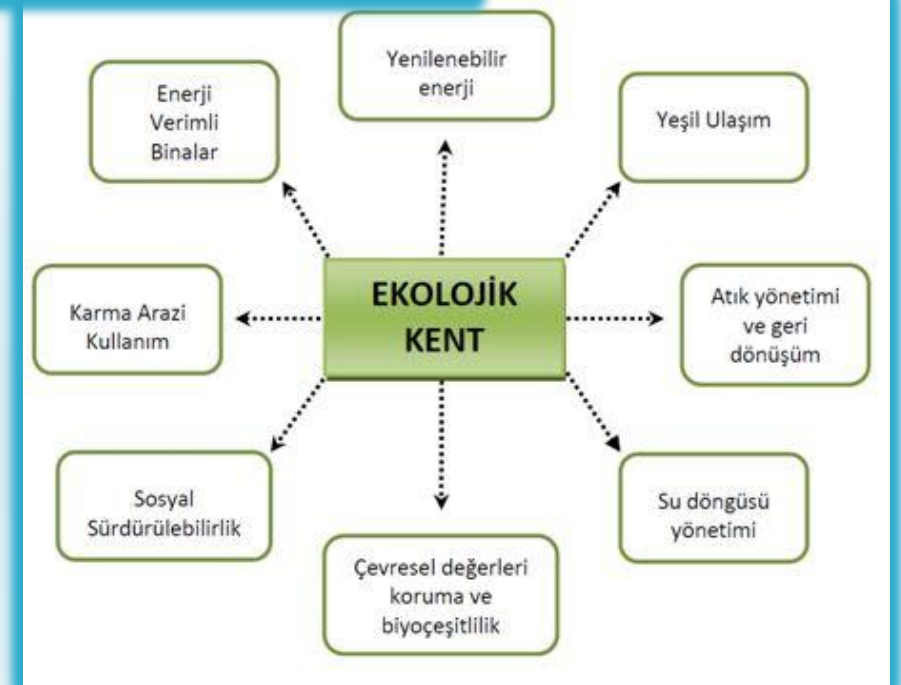 Yenilenebilir
enerji
Enerji
Verimli
Binalar
Yeşil Ulaşım
EKOLOJİK
KENT
Karma Arazi
Kullanım
Atık yönetimi
ve geri
dönüşüm
Sosyal
Sürdürülebilirlik
Su döngüsü
yönetimi
Çevresel değerleri
koruma ve
biyoçeşitlilik